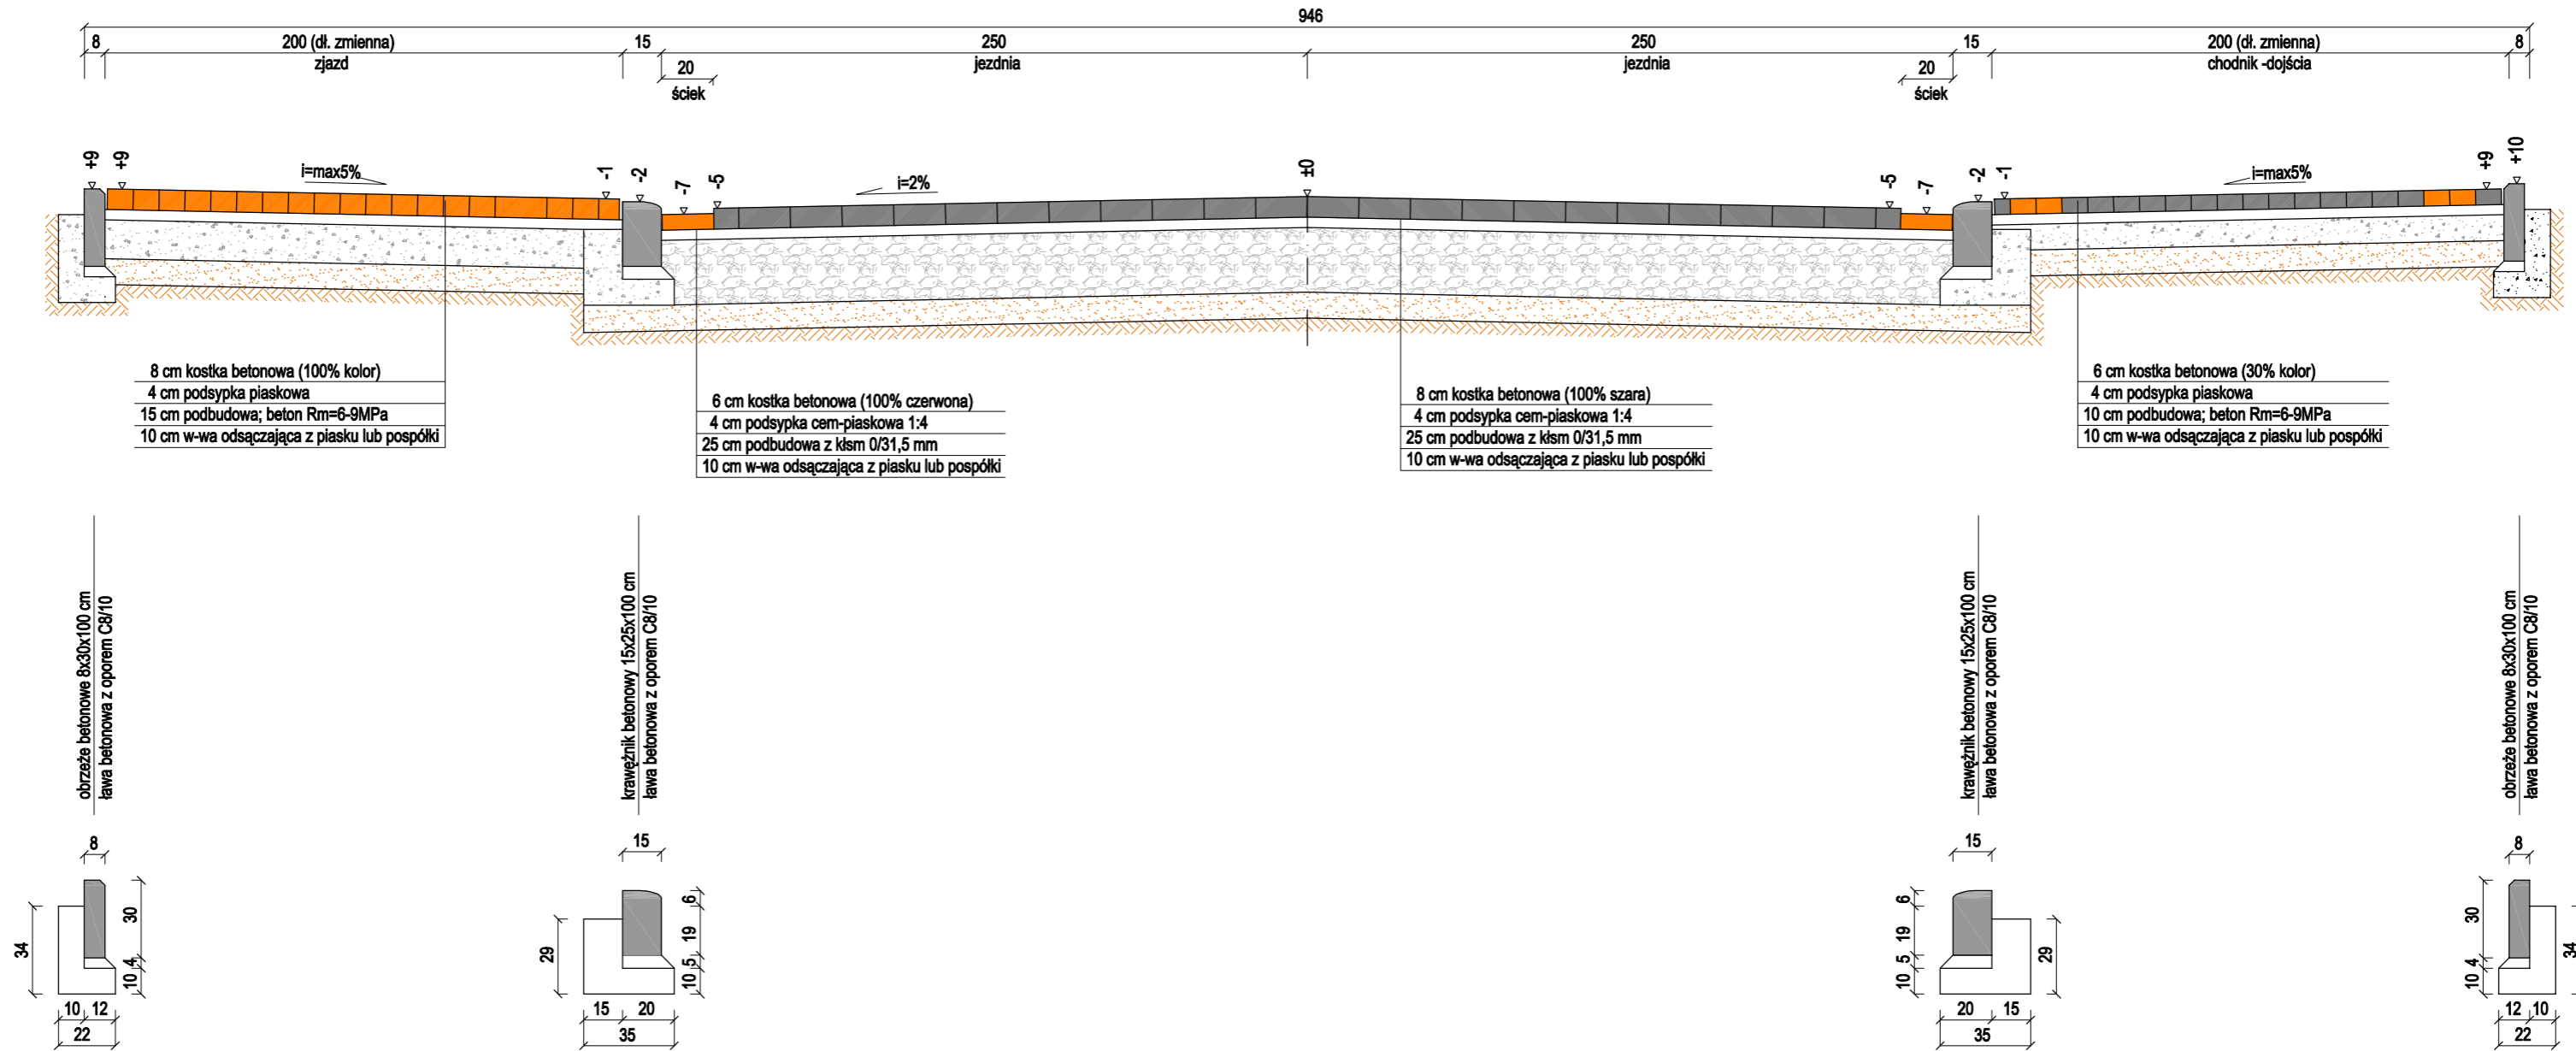 946
8
200 (dł. zmienna)
15
250
250
15
200 (dł. zmienna)
8
zjazd
jezdnia
jezdnia
chodnik -dojścia
20
20
ściek
ściek
+9
+9
i=max5%
-1
-2
-7
-5
i=2%
±0
-5
-7
-2
-1
i=max5%
+9
+10
8 cm kostka betonowa (100% kolor)
4 cm podsypka piaskowa
15 cm podbudowa; beton Rm=6-9MPa
10 cm w-wa odsączająca z piasku lub pospółki
6 cm kostka betonowa (100% czerwona)
4 cm podsypka cem-piaskowa 1:4
25 cm podbudowa z kłsm 0/31,5 mm
10 cm w-wa odsączająca z piasku lub pospółki
8 cm kostka betonowa (100% szara)
4 cm podsypka cem-piaskowa 1:4
25 cm podbudowa z kłsm 0/31,5 mm
10 cm w-wa odsączająca z piasku lub pospółki
6 cm kostka betonowa (30% kolor)
4 cm podsypka piaskowa
10 cm podbudowa; beton Rm=6-9MPa
10 cm w-wa odsączająca z piasku lub pospółki
obrzeże betonowe 8x30x100 cm
ława betonowa z oporem C8/10
krawężnik betonowy 15x25x100 cm
ława betonowa z oporem C8/10
krawężnik betonowy 15x25x100 cm
ława betonowa z oporem C8/10
obrzeże betonowe 8x30x100 cm
ława betonowa z oporem C8/10
8
34
30
4
10
10
12
22
15
29
6
19
5
10
15
20
35
15
6
19
5
10
29
20
15
35
8
30
4
10
34
12
10
22